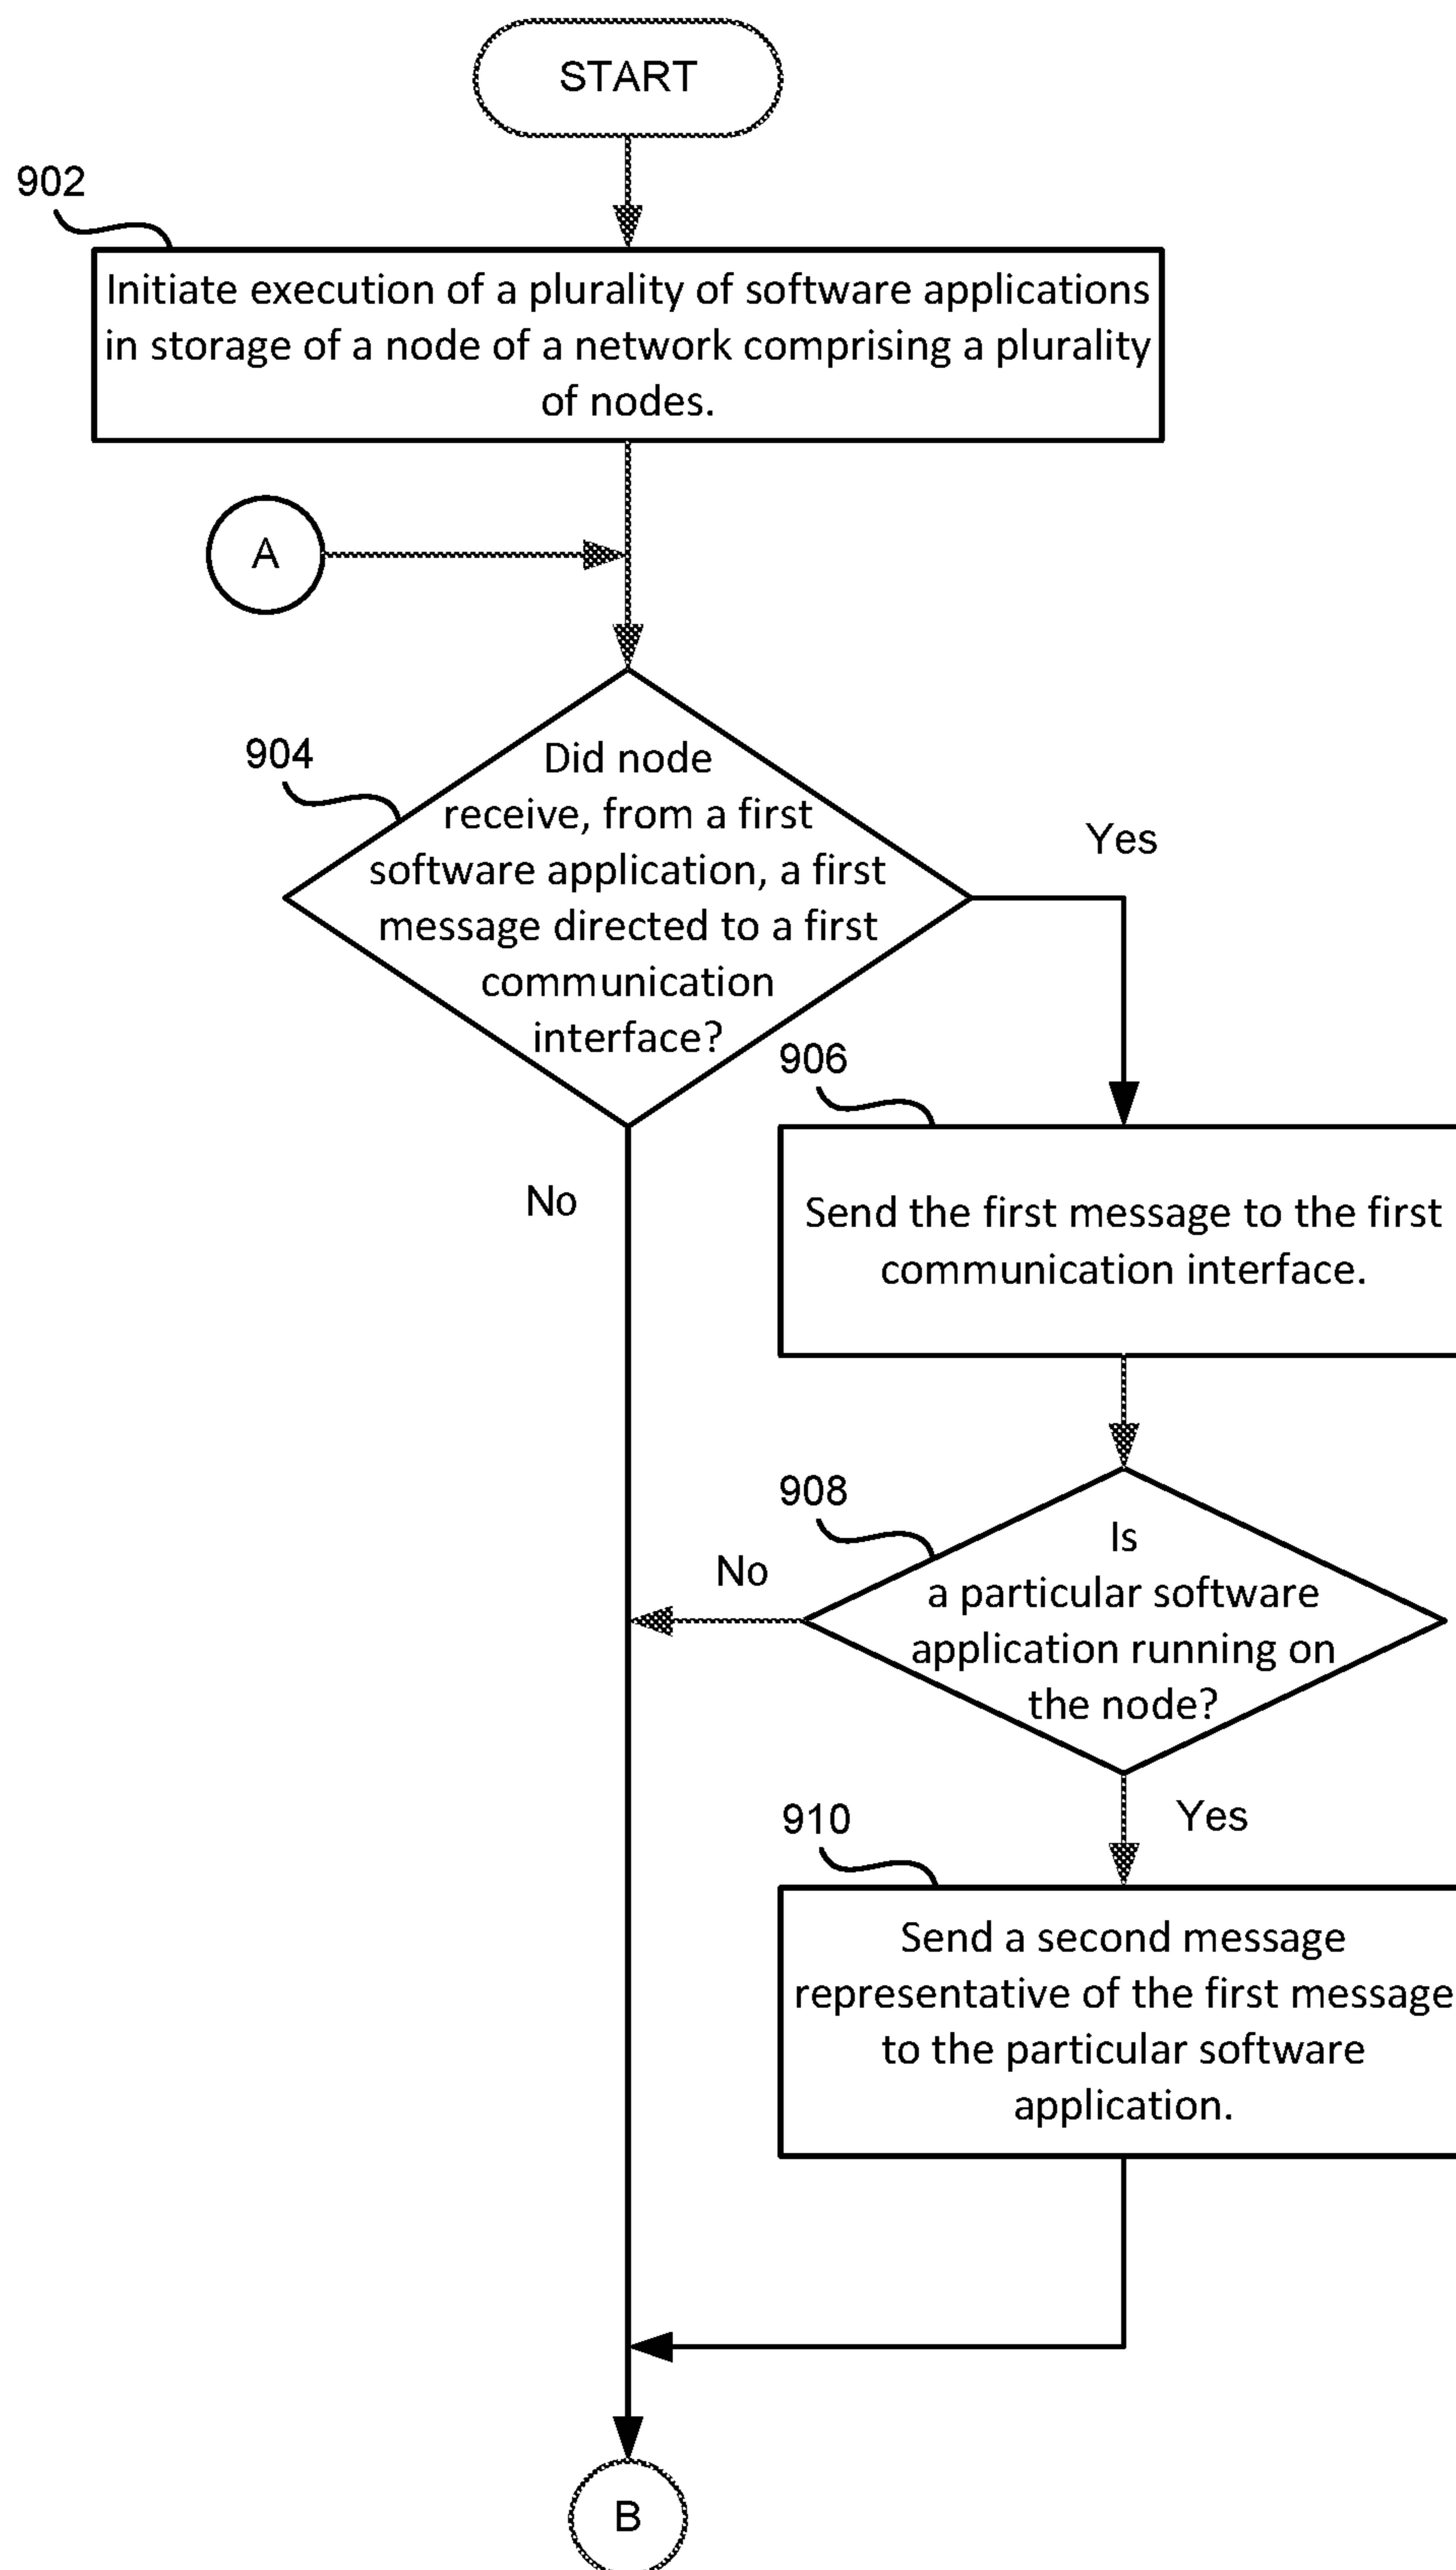 START
902
Initiate execution of a plurality of software applications
in storage of a node of a network comprising a plurality
of nodes.
A
904
Did node
receive, from a first
software application, a first
message directed to a first
communication
interface?
Yes
No
906
Send the first message to the first
communication interface.
908
Is
a particular software
application running on
the node?
No
Yes
910
Send a second message
representative of the first message
to the particular software
application.
B